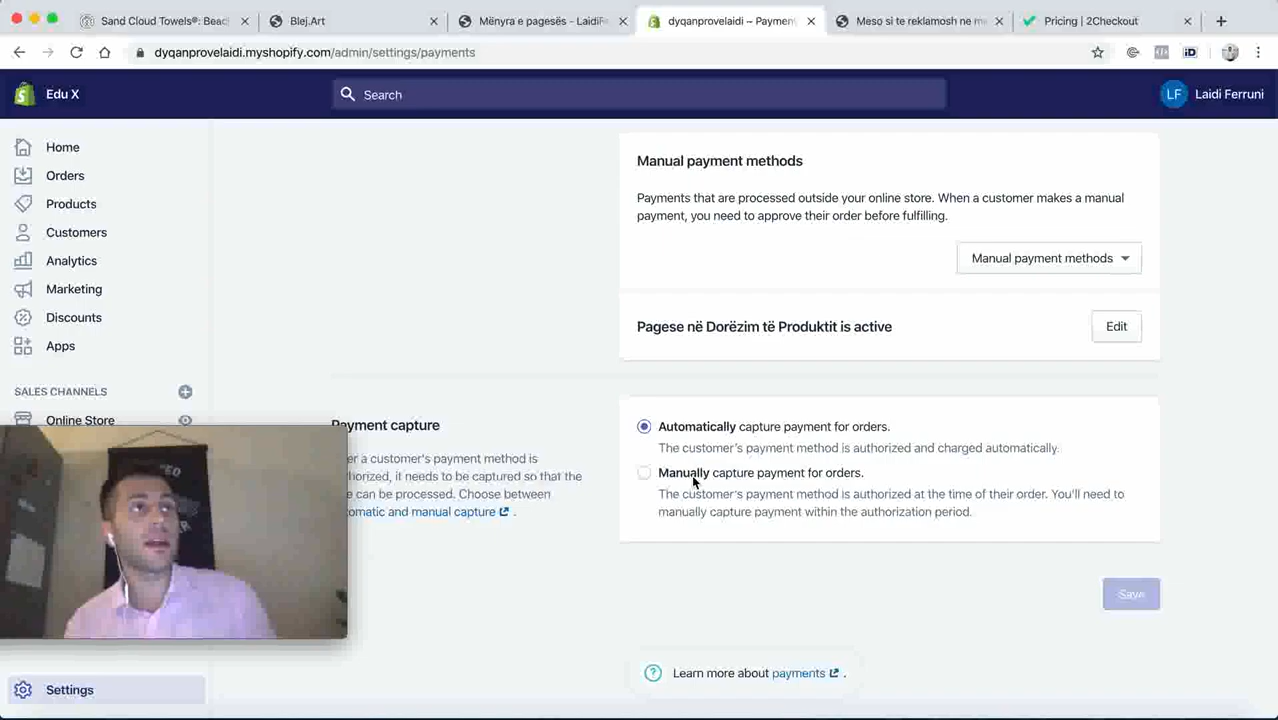 Sand Cloud Towels®: Beac
Blej.Art
Mënyra e pagesës - LaidiF
dyqanprovelaidi ~ Paymen
Meso si te reklamosh ne m
Pricing | 2Checkout
dyqanprovelaidi.myshopify.com/admin/settings/payments
iD
Edu X
Search
LF
Laidi Ferruni
Home
Orders
Products
Customers
Analytics
Marketing
Discounts
Apps
SALES CHANNELS
Online Store
Settings
Manual payment methods
Payments that are processed outside your online store. When a customer makes a manual
payment, you need to approve their order before fulfilling.
Manual payment methods
Pagese në Dorëzim të Produktit is active
Edit
Payment capture
er a customer's payment method is
horized, it needs to be captured so that the
e can be processed. Choose between
tomatic and manual capture .
Automatically capture payment for orders.
The customer's payment method is authorized and charged automatically.
Manually capture payment for orders.
The customer's payment method is authorized at the time of their order. You'll need to
manually capture payment within the authorization period.
Save
Learn more about payments .